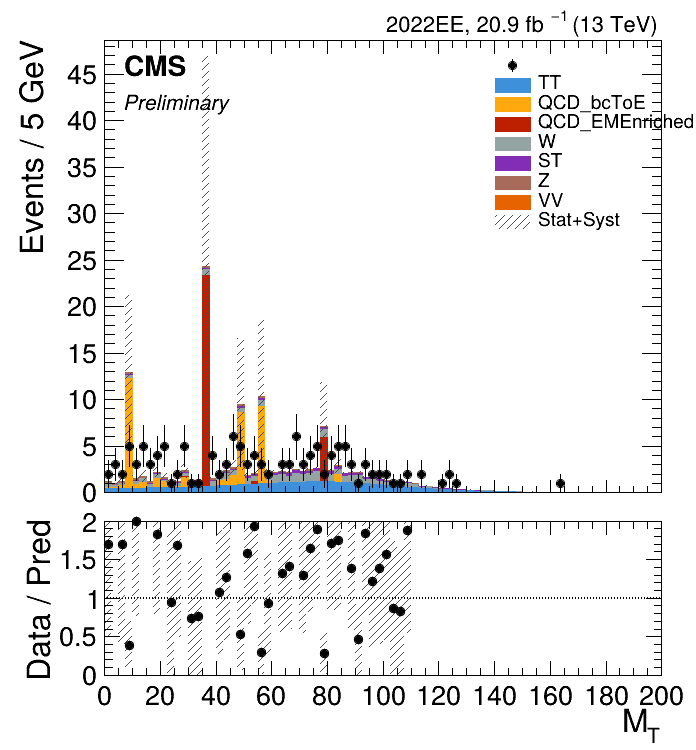 2022EE, 20.9 fb⁻¹ (13 TeV)
CMS
Preliminary
Events / 5 GeV
45
40
35
30
25
20
15
10
5
0
TT
QCD_bcToE
QCD_EMEnriched
W
ST
Z
VV
Stat+Syst
Data / Pred
2
1.5
1
0.5
0
0 20 40 60 80 100 120 140 160 180 200
M_T